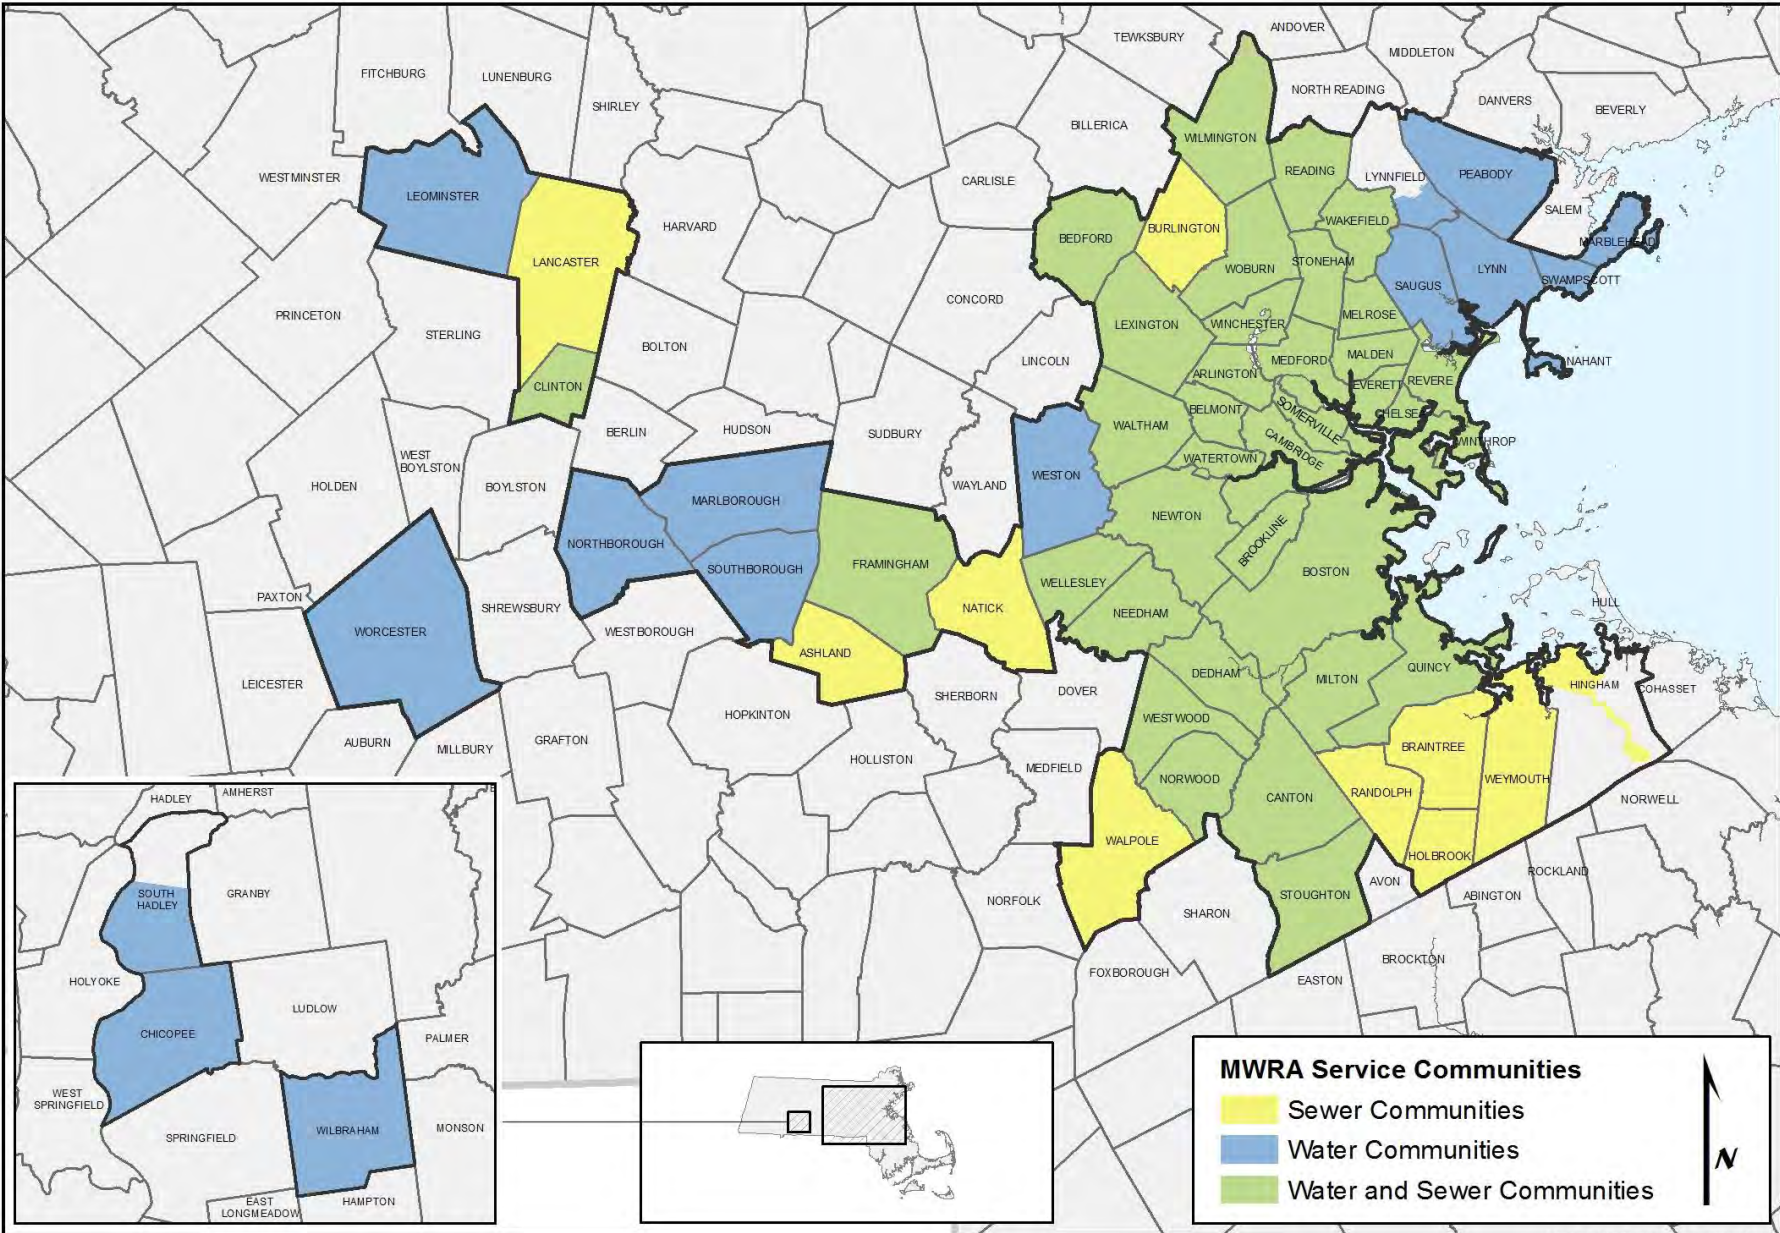 ANDOVER
TEWKSBURY
MIDDLETON
FITCHBURG
LUNENBURG
SHIRLEY
NORTH READING
DANVERS
BEVERLY
BILLERICA
WILMINGTON
WESTMINSTER
LEOMINSTER
CARLISLE
READING
LYNNFIELD
PEABODY
SALEM
HARVARD
BEDFORD
BURLINGTON
WAKEFIELD
MARBLEHEAD
LANCASTER
WOBURN
STONEHAM
LYNN
SWAMPSCOTT
SAUGUS
CONCORD
PRINCETON
STERLING
BOLTON
LEXINGTON
WINCHESTER
MELROSE
LINCOLN
MEDFORD
MALDEN
NAHANT
ARLINGTON
EVERETT
REVERE
CLINTON
BELMONT
SOMERVILLE
CHELSEA
BERLIN
HUDSON
SUDBURY
WALTHAM
CAMBRIDGE
WINTHROP
WEST
BOYLSTON
WATERTOWN
HOLDEN
BOYLSTON
MARLBOROUGH
WAYLAND
WESTON
NEWTON
NORTHBOROUGH
SOUTHBOROUGH
FRAMINGHAM
BROOKLINE
BOSTON
PAXTON
SHREWSBURY
NATICK
WELLESLEY
NEEDHAM
HULL
WORCESTER
WESTBOROUGH
ASHLAND
DEDHAM
MILTON
QUINCY
LEICESTER
SHERBORN
DOVER
HINGHAM
COHASSET
HOPKINTON
WESTWOOD
AUBURN
MILLBURY
GRAFTON
HOLLISTON
MEDFIELD
BRAINTREE
NORWOOD
WEYMOUTH
CANTON
RANDOLPH
NORWELL
WALPOLE
HOLBROOK
ROCKLAND
NORFOLK
SHARON
STOUGHTON
AVON
ABINGTON
FOXBOROUGH
EASTON
BROCKTON
HADLEY
AMHERST
SOUTH
HADLEY
GRANBY
HOLYOKE
LUDLOW
CHICOPEE
PALMER
WEST
SPRINGFIELD
SPRINGFIELD
WILBRAHAM
MONSON
EAST
LONGMEADOW
HAMPTON
MWRA Service Communities
Sewer Communities
Water Communities
Water and Sewer Communities
N